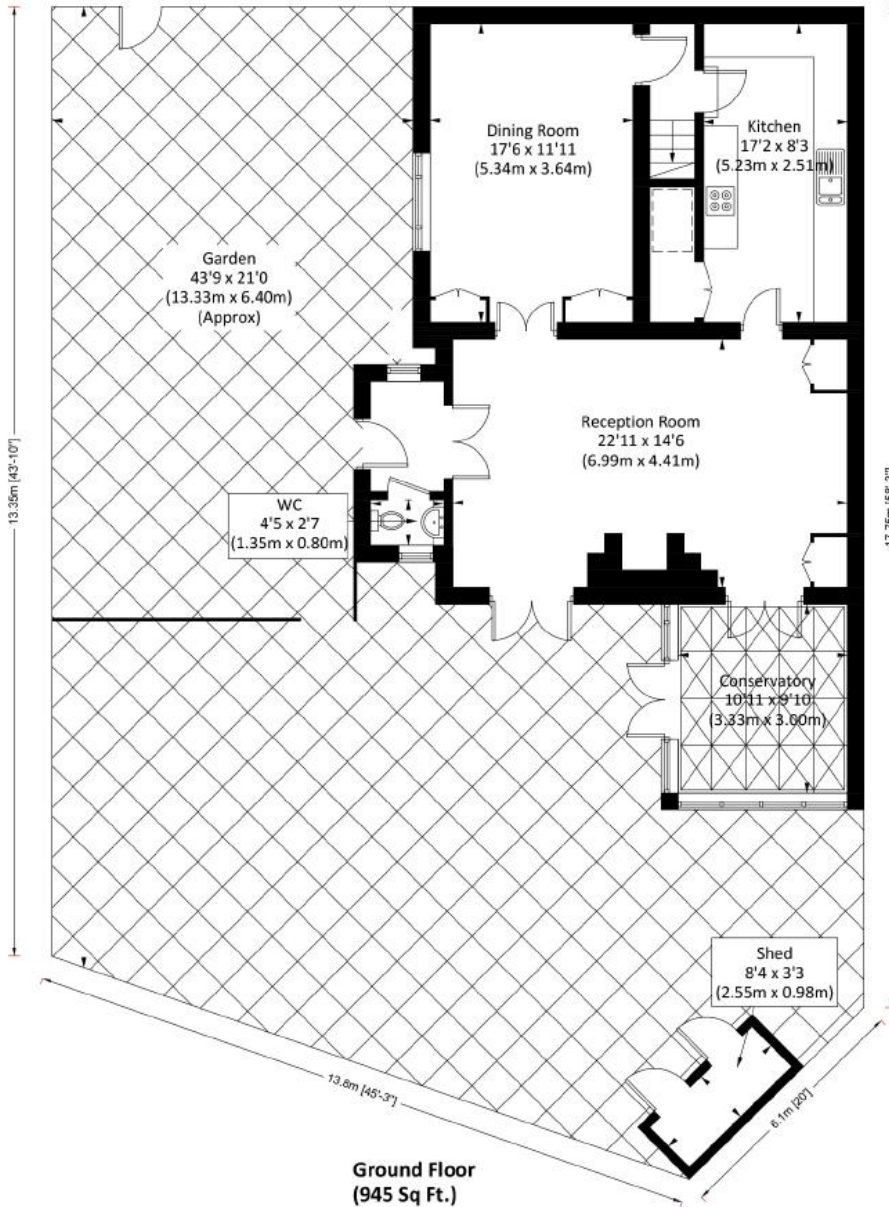 Dining Room
17'6 x 11'11
(5.34m x 3.64m)
Kitchen
17'2 x 8'3
(5.23m x 2.51m)
Garden
43'9 x 21'0
(13.33m x 6.40m)
(Approx)
13.35m [43'-10"]
Reception Room
22'11 x 14'6
(6.99m x 4.41m)
WC
4'5 x 2'7
(1.35m x 0.80m)
Conservatory
10'11 x 9'10
(3.33m x 3.00m)
Shed
8'4 x 3'3
(2.55m x 0.98m)
13.8m [45'-3"]
6.1m [20']
Ground Floor
(945 Sq Ft.)